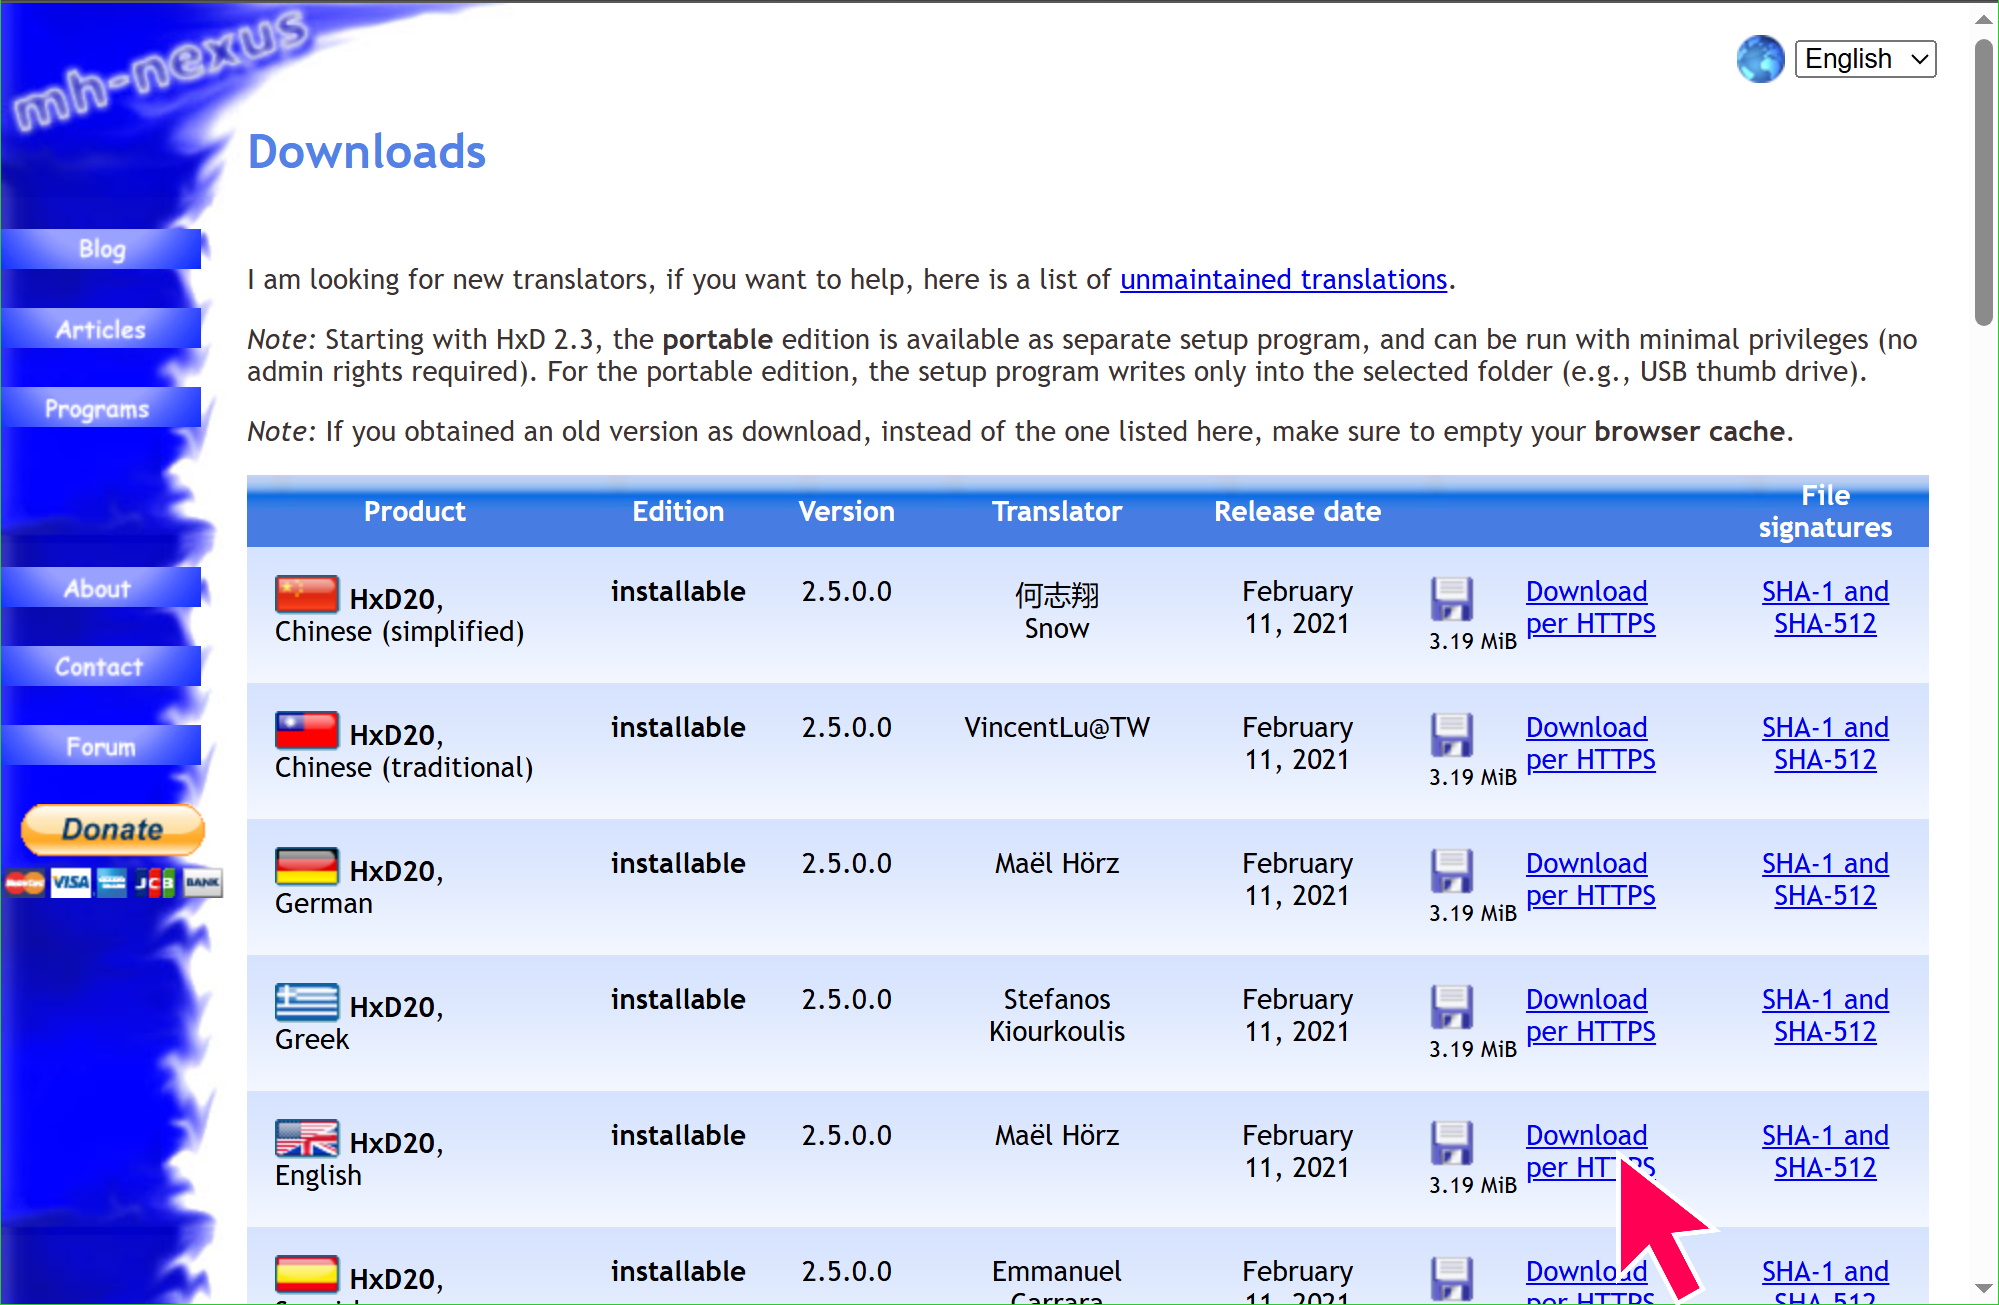 mh-nexus
English
Downloads
Blog
Articles
Programs
About
Contact
Forum
Donate
VISA
JCB
BANK
I am looking for new translators, if you want to help, here is a list of unmaintained translations.
Note: Starting with HxD 2.3, the portable edition is available as separate setup program, and can be run with minimal privileges (no
admin rights required). For the portable edition, the setup program writes only into the selected folder (e.g., USB thumb drive).
Note: If you obtained an old version as download, instead of the one listed here, make sure to empty your browser cache.
Product Edition Version Translator Release date File
signatures
HxD20, installable 2.5.0.0 何志翔 February Download SHA-1 and
Chinese (simplified) Snow 11, 2021 3.19 MiB per HTTPS SHA-512
HxD20, installable 2.5.0.0 VincentLu@TW February Download SHA-1 and
Chinese (traditional) 11, 2021 3.19 MiB per HTTPS SHA-512
HxD20, installable 2.5.0.0 Maël Hörz February Download SHA-1 and
German 11, 2021 3.19 MiB per HTTPS SHA-512
HxD20, installable 2.5.0.0 Stefanos February Download SHA-1 and
Greek Kiourkoulis 11, 2021 3.19 MiB per HTTPS SHA-512
HxD20, installable 2.5.0.0 Maël Hörz February Download SHA-1 and
English 11, 2021 3.19 MiB per HTTPS SHA-512
HxD20, installable 2.5.0.0 Emmanuel February Download SHA-1 and
11, 2021 per HTTPS SHA-512